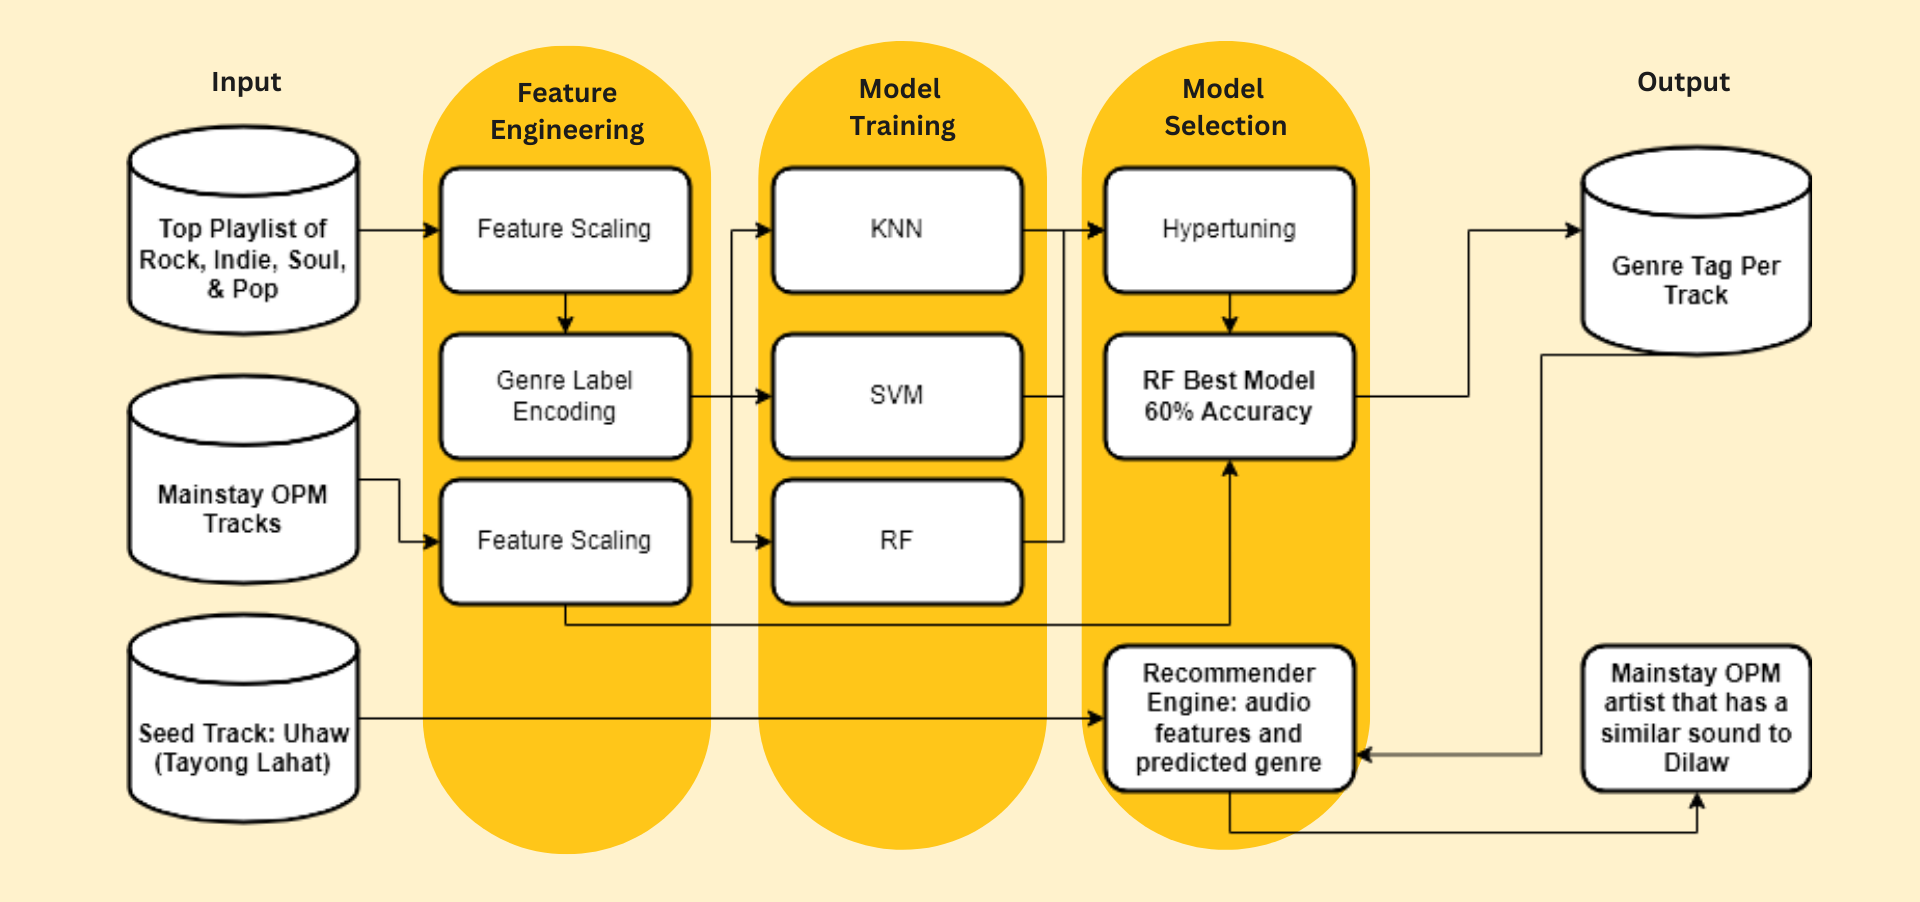 Input
Feature
Engineering
Model
Training
Model
Selection
Output
Top Playlist of
Rock, Indie, Soul,
& Pop
Feature Scaling
KNN
Hypertuning
Genre Tag Per
Track
Genre Label
Encoding
SVM
RF Best Model
60% Accuracy
Mainstay OPM
Tracks
Feature Scaling
RF
Seed Track: Uhaw
(Tayong Lahat)
Recommender
Engine: audio
features and
predicted genre
Mainstay OPM
artist that has a
similar sound to
Dilaw